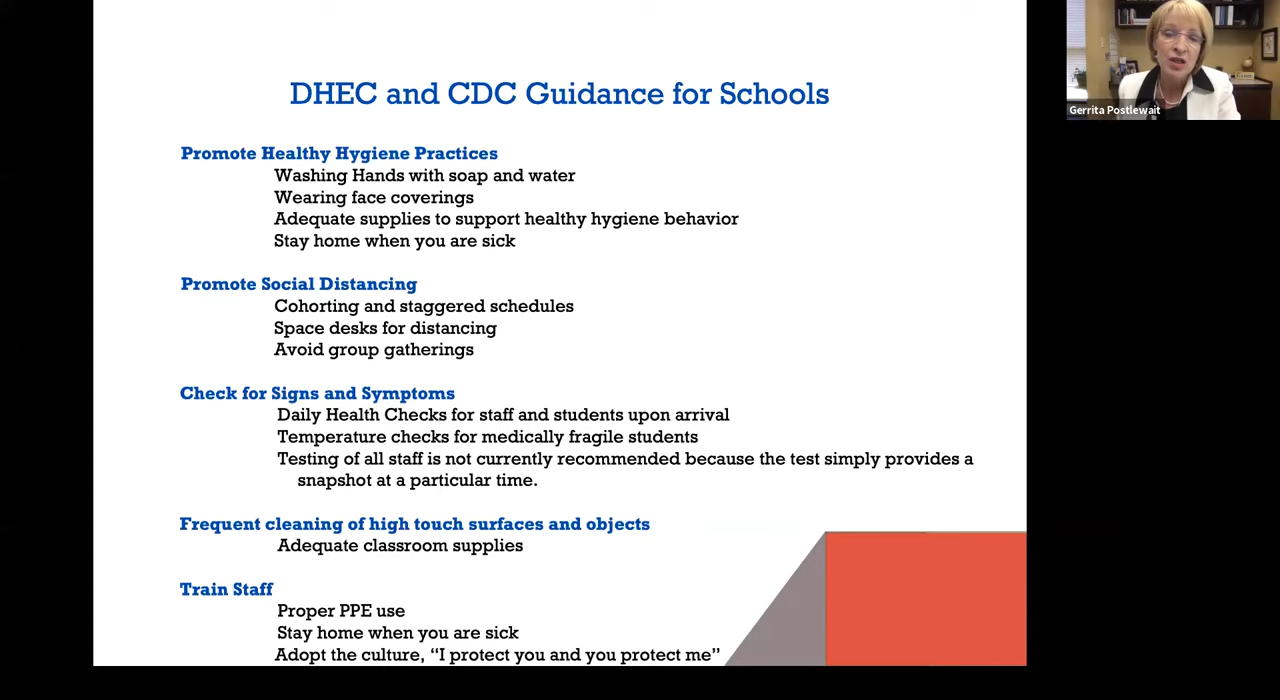 DHEC and CDC Guidance for Schools
Promote Healthy Hygiene Practices
Washing Hands with soap and water
Wearing face coverings
Adequate supplies to support healthy hygiene behavior
Stay home when you are sick
Promote Social Distancing
Cohorting and staggered schedules
Space desks for distancing
Avoid group gatherings
Check for Signs and Symptoms
Daily Health Checks for staff and students upon arrival
Temperature checks for medically fragile students
Testing of all staff is not currently recommended because the test simply provides a
snapshot at a particular time.
Frequent cleaning of high touch surfaces and objects
Adequate classroom supplies
Train Staff
Proper PPE use
Stay home when you are sick
Adopt the culture, “I protect you and you protect me”
Gerrita Postlewait